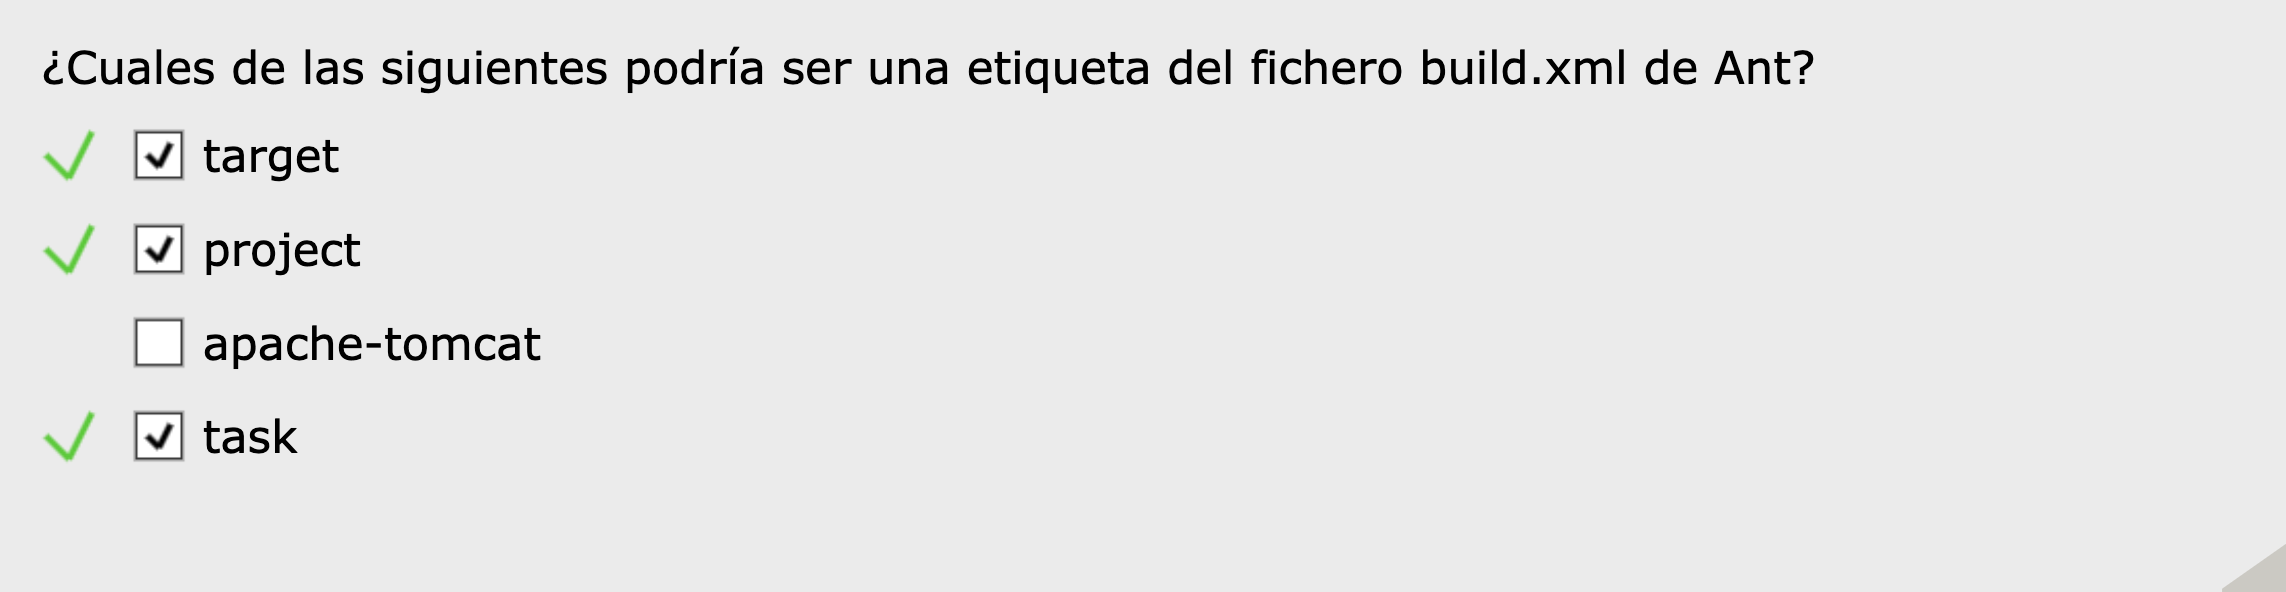 ¿Cuales de las siguientes podría ser una etiqueta del fichero build.xml de Ant?
target
project
apache-tomcat
task